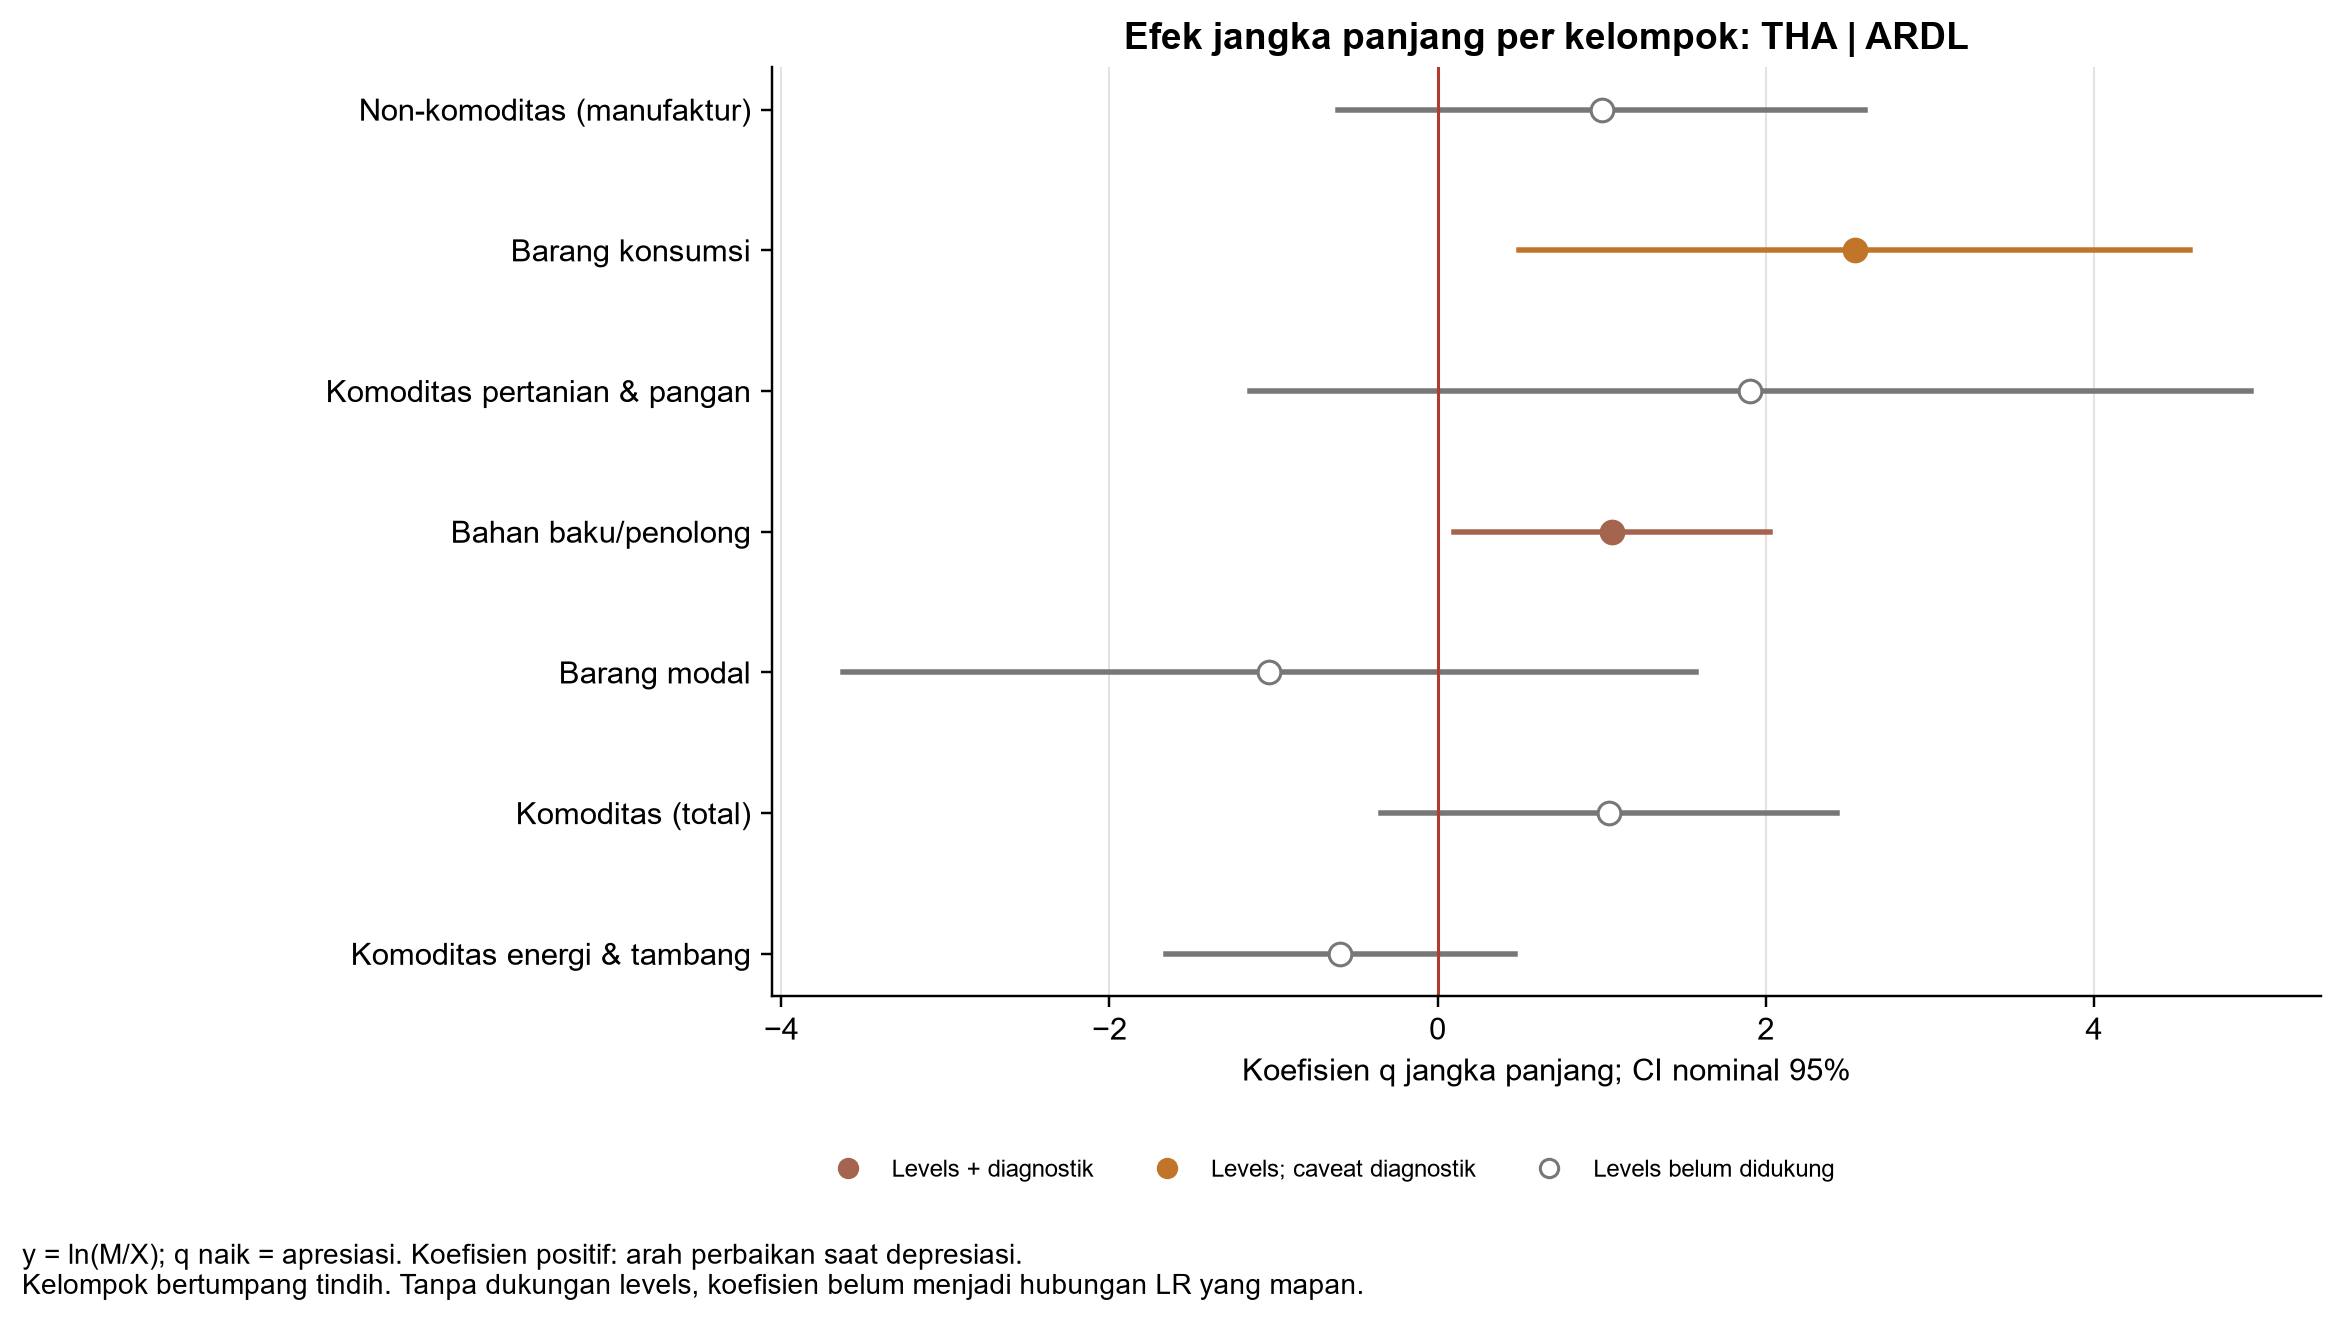 Efek jangka panjang per kelompok: THA | ARDL
Non-komoditas (manufaktur)
Barang konsumsi
Komoditas pertanian & pangan
Bahan baku/penolong
Barang modal
Komoditas (total)
Komoditas energi & tambang
−4 −2 0 2 4
Koefisien q jangka panjang; CI nominal 95%
Levels + diagnostik Levels; caveat diagnostik Levels belum didukung
y = ln(M/X); q naik = apresiasi. Koefisien positif: arah perbaikan saat depresiasi.
Kelompok bertumpang tindih. Tanpa dukungan levels, koefisien belum menjadi hubungan LR yang mapan.